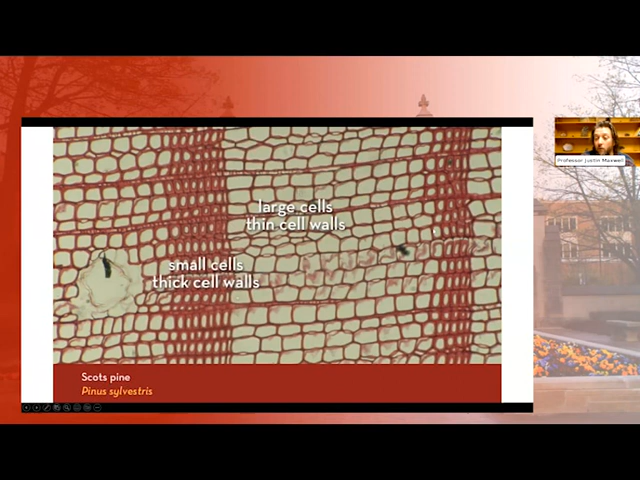 large cells
thin cell walls
small cells
thick cell walls
Scots pine
Pinus sylvestris
Professor Justin Maxwell